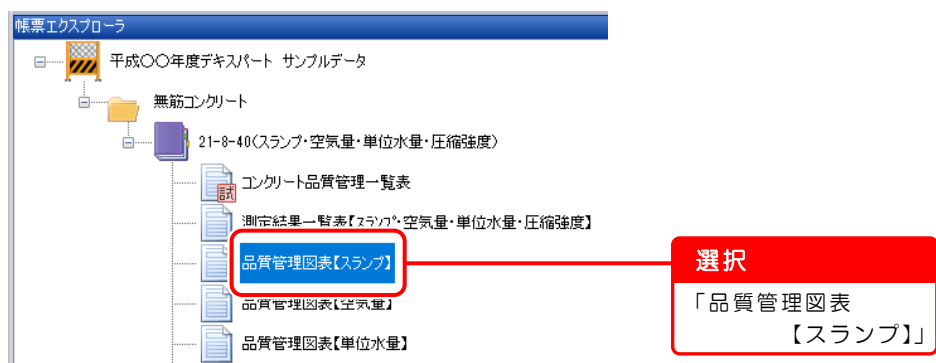 帳票エクスプローラ
平成〇〇年度デキスパート サンプルデータ
無筋コンクリート
21-8-40(スランプ・空気量・単位水量・圧縮強度)
試
コンクリート品質管理一覧表
測定結果一覧表【スランプ・空気量・単位水量・圧縮強度】
品質管理図表【スランプ】
品質管理図表【空気量】
品質管理図表【単位水量】
選択
「品質管理図表
【スランプ】」